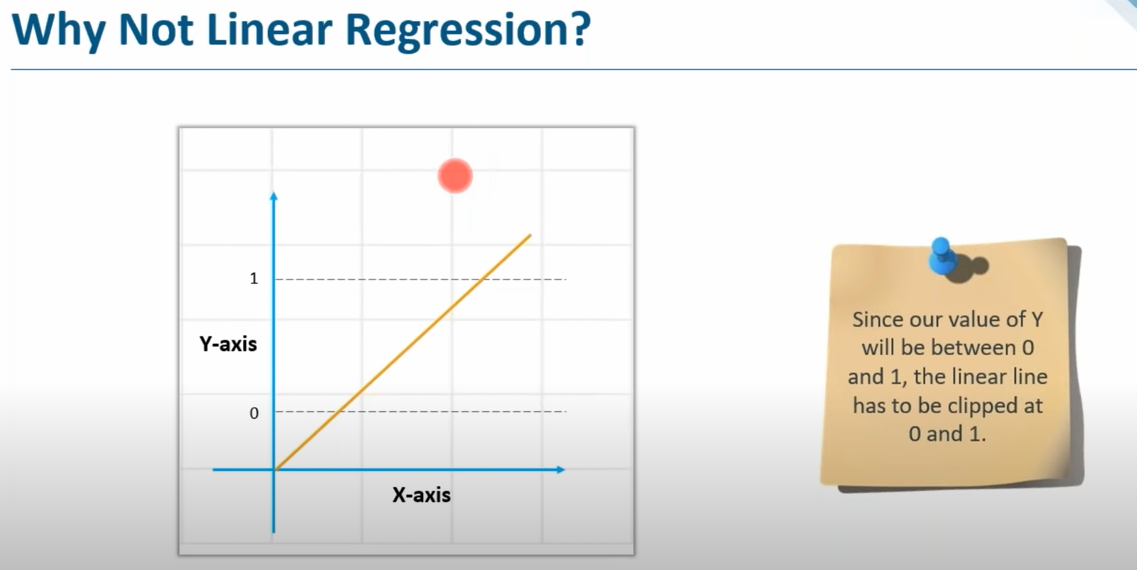 Why Not Linear Regression?
1
Y-axis
0
X-axis
Since our value of Y
will be between 0
and 1, the linear line
has to be clipped at
0 and 1.